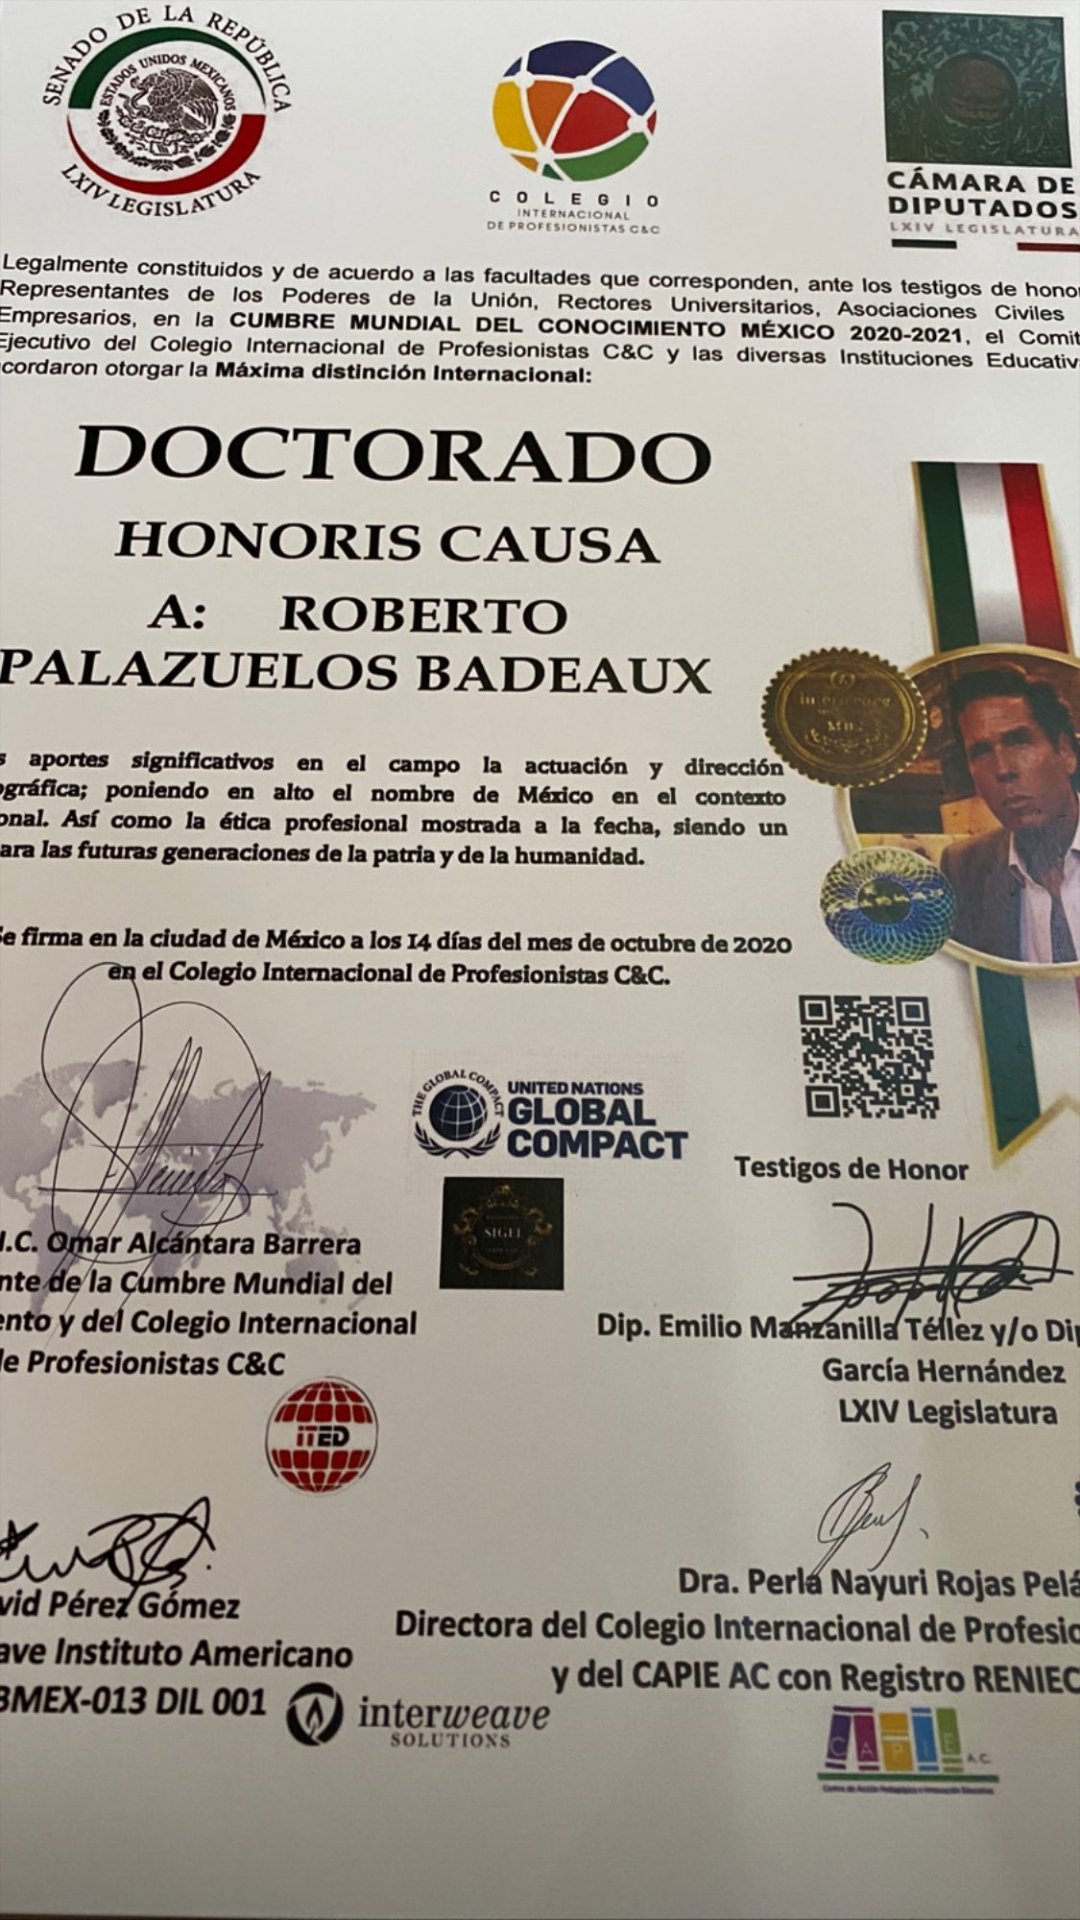 SENADO DE LA REPÚBLICA
ESTADOS UNIDOS MEXICANOS
LXIV LEGISLATURA
COLEGIO
INTERNACIONAL
DE PROFESIONISTAS C&C
CÁMARA DE
DIPUTADOS
LXIV LEGISLATURA
Legalmente constituidos y de acuerdo a las facultades que corresponden, ante los testigos de honor
Representantes de los Poderes de la Unión, Rectores Universitarios, Asociaciones Civiles
Empresarios, en la CUMBRE MUNDIAL DEL CONOCIMIENTO MÉXICO 2020-2021, el Comit
Ejecutivo del Colegio Internacional de Profesionistas C&C y las diversas Instituciones Educativ
cordaron otorgar la Máxima distinción Internacional:
DOCTORADO
HONORIS CAUSA
A: ROBERTO
PALAZUELOS BADEAUX
s aportes significativos en el campo la actuación y dirección
ográfica; poniendo en alto el nombre de México en el contexto
onal. Así como la ética profesional mostrada a la fecha, siendo un
ara las futuras generaciones de la patria y de la humanidad.
Se firma en la ciudad de México a los 14 días del mes de octubre de 2020
en el Colegio Internacional de Profesionistas C&C.
THE GLOBAL COMPACT
UNITED NATIONS
GLOBAL
COMPACT
SIGEL
Testigos de Honor
.C. Omar Alcántara Barrera
nte de la Cumbre Mundial del
ento y del Colegio Internacional
de Profesionistas C&C
Dip. Emilio Manzanilla Téllez y/o Dip
García Hernández
LXIV Legislatura
iTED
vid Pérez Gómez
ave Instituto Americano
BMEX-013 DIL 001
interweave
SOLUTIONS
Dra. Perla Nayuri Rojas Pelá
Directora del Colegio Internacional de Profesio
y del CAPIE AC con Registro RENIEC
CAPIE A.C.